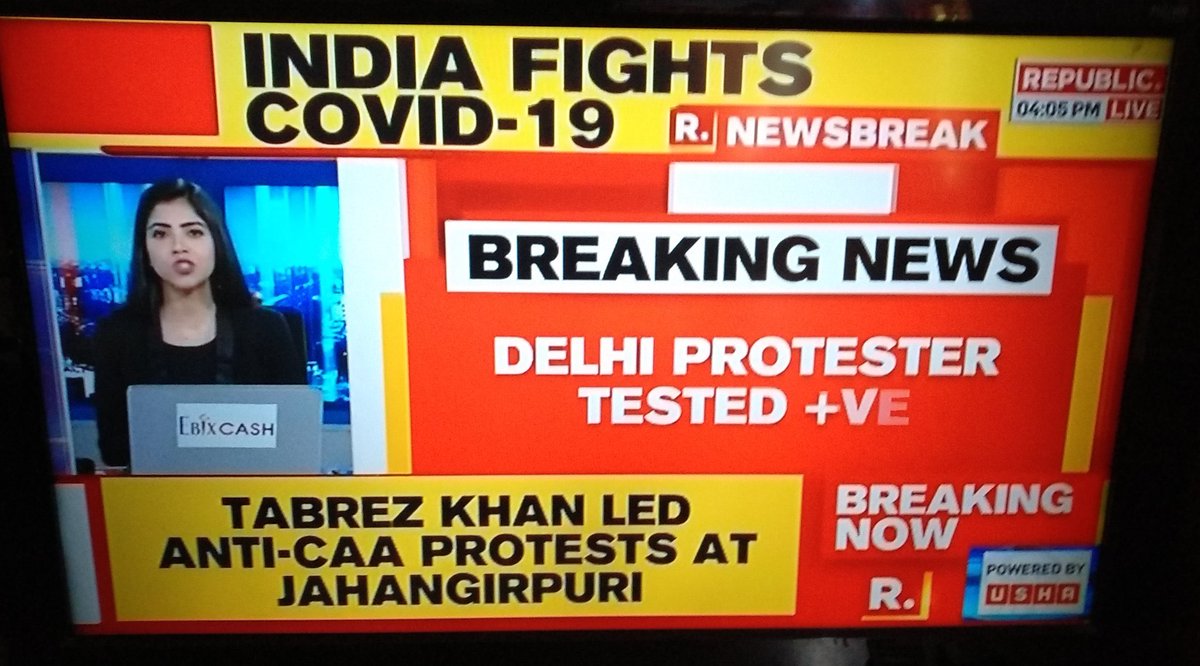 INDIA FIGHTS
COVID-19
REPUBLIC.
04:05 PM LIVE
R. NEWSBREAK
BREAKING NEWS
DELHI PROTESTER
TESTED +VE
EbixCASH
TABREZ KHAN LED
ANTI-CAA PROTESTS AT
JAHANGIRPURI
BREAKING
NOW
R.
POWERED BY
USHA